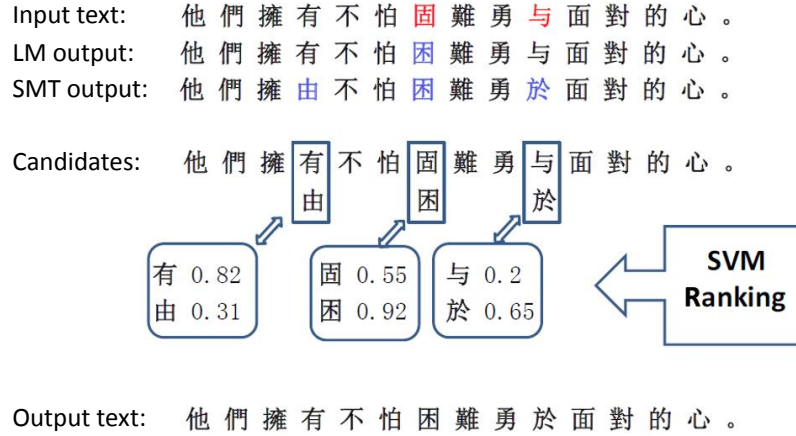 Input text: 他們擁有不怕固難勇与面對的心。
LM output: 他們擁有不怕困難勇与面對的心。
SMT output: 他們擁由不怕困難勇於面對的心。
Candidates: 他們擁有不怕固難勇与面對的心。
由 困 於
有 0.82 固 0.55 与 0.2
由 0.31 困 0.92 於 0.65
SVM
Ranking
Output text: 他們擁有不怕困難勇於面對的心。